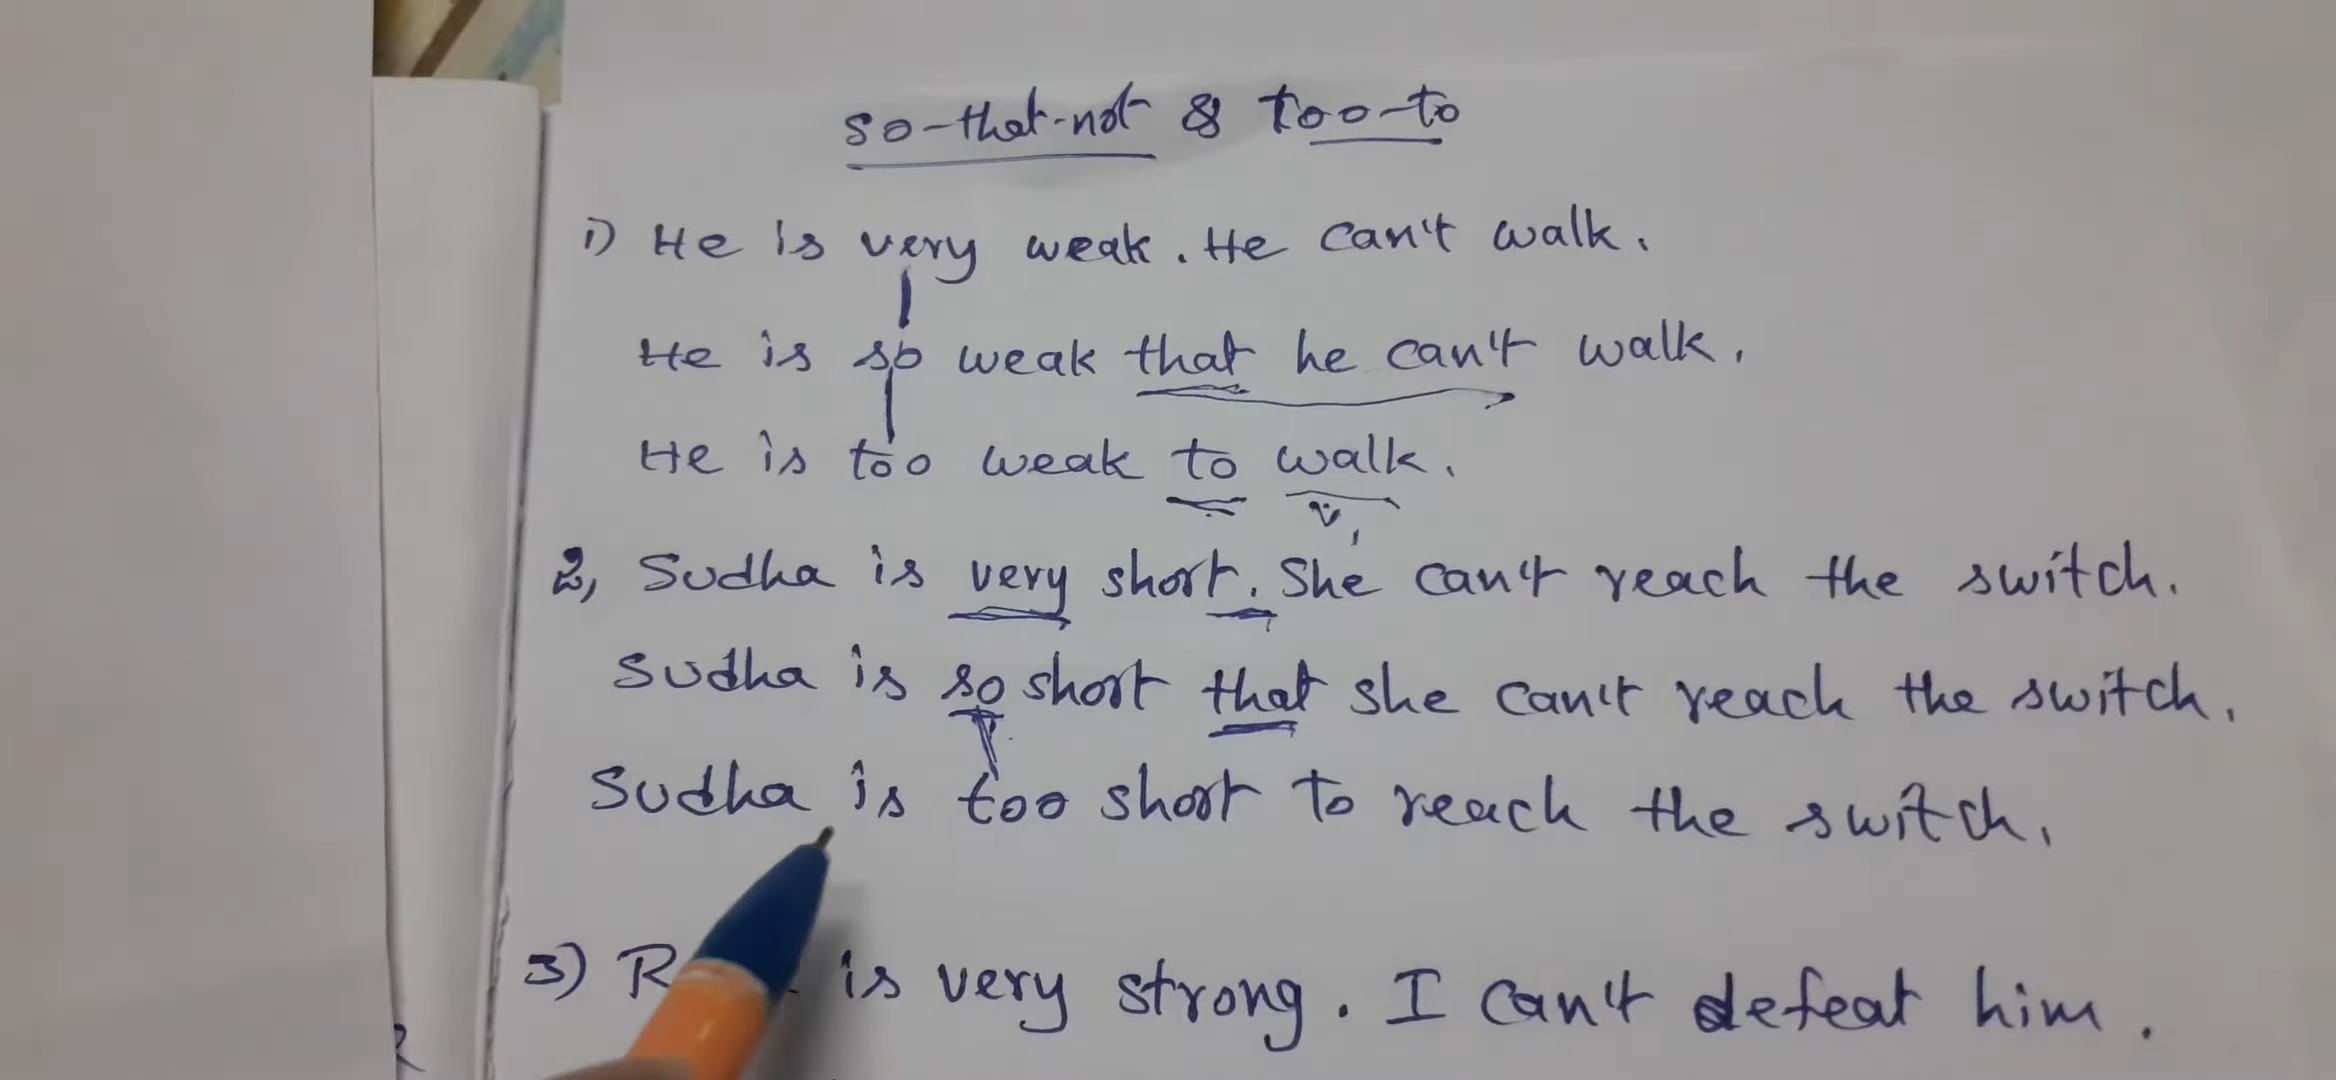 so-that-not & too-to
1) He is very weak. He can't walk.
He is so weak that he can't walk.
He is too weak to walk.
V1
2, Sudha is very short. She can't reach the switch.
Sudha is so short that she can't reach the switch.
Sudha is too short to reach the switch.
3) is very strong. I can't defeat him.